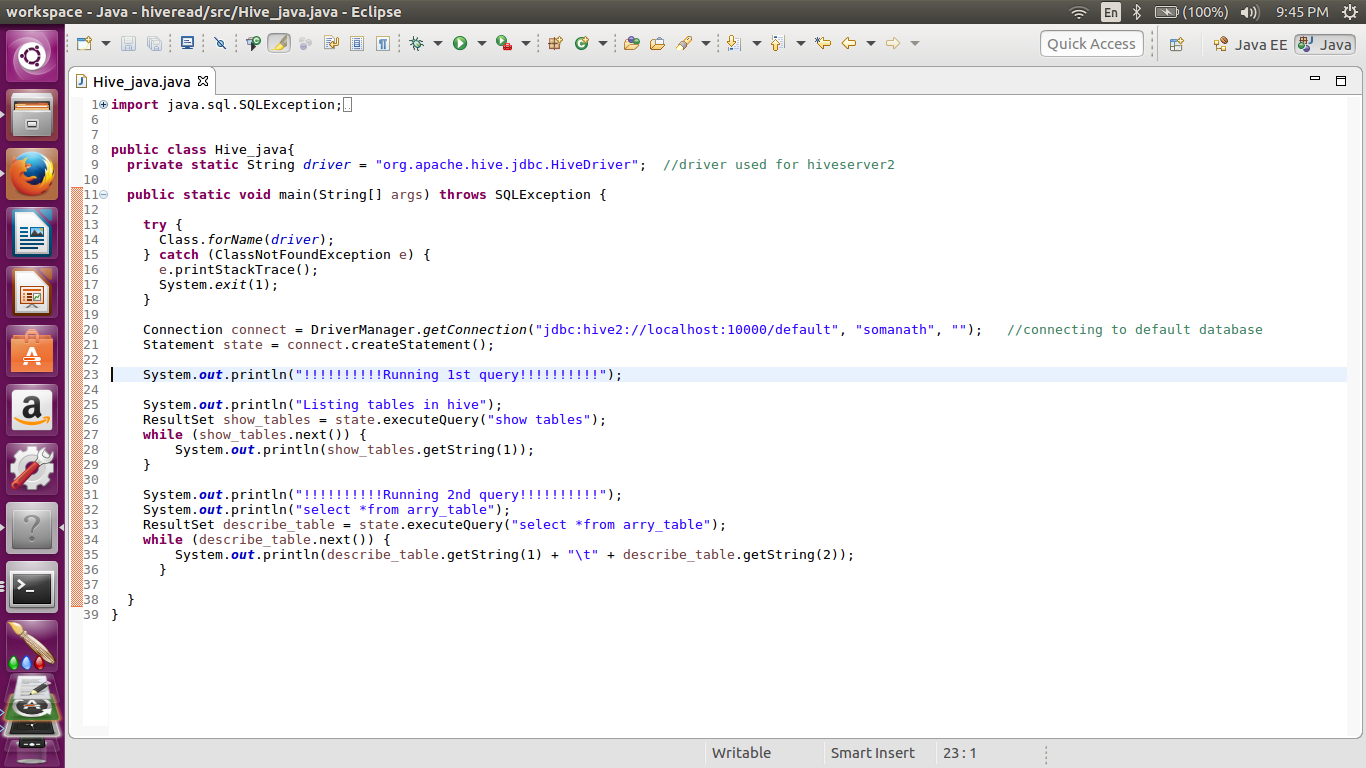 workspace - Java - hiveread/src/Hive_java.java - Eclipse
En (100%) 9:45 PM
Quick Access Java EE Java
Hive_java.java
1 import java.sql.SQLException;
6
7
8 public class Hive_java{
9   private static String driver = "org.apache.hive.jdbc.HiveDriver";  //driver used for hiveserver2
10
11   public static void main(String[] args) throws SQLException {
12
13     try {
14       Class.forName(driver);
15     } catch (ClassNotFoundException e) {
16       e.printStackTrace();
17       System.exit(1);
18     }
19
20     Connection connect = DriverManager.getConnection("jdbc:hive2://localhost:10000/default", "somanath", "");   //connecting to default database
21     Statement state = connect.createStatement();
22
23     System.out.println("!!!!!!!!!!Running 1st query!!!!!!!!!!");
24
25     System.out.println("Listing tables in hive");
26     ResultSet show_tables = state.executeQuery("show tables");
27     while (show_tables.next()) {
28         System.out.println(show_tables.getString(1));
29     }
30
31     System.out.println("!!!!!!!!!!Running 2nd query!!!!!!!!!!");
32     System.out.println("select *from arry_table");
33     ResultSet describe_table = state.executeQuery("select *from arry_table");
34     while (describe_table.next()) {
35         System.out.println(describe_table.getString(1) + "\t" + describe_table.getString(2));
36       }
37
38   }
39 }
Writable Smart Insert 23 : 1